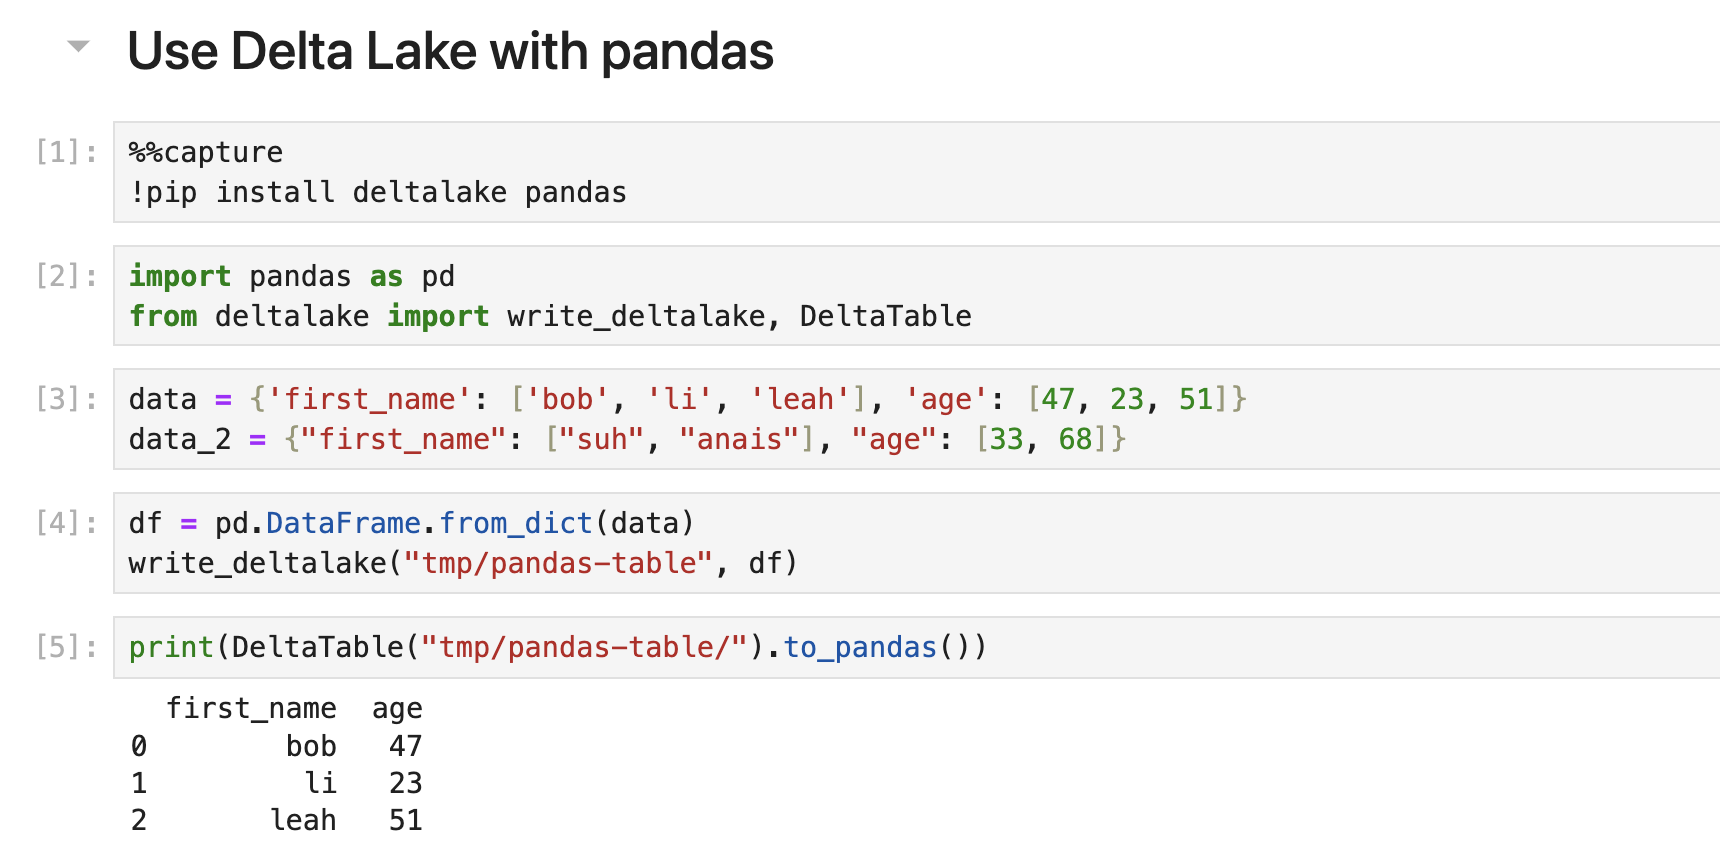 Use Delta Lake with pandas
[1]:
%%capture
!pip install deltalake pandas
[2]:
import pandas as pd
from deltalake import write_deltalake, DeltaTable
[3]:
data = {'first_name': ['bob', 'li', 'leah'], 'age': [47, 23, 51]}
data_2 = {"first_name": ["suh", "anais"], "age": [33, 68]}
[4]:
df = pd.DataFrame.from_dict(data)
write_deltalake("tmp/pandas-table", df)
[5]:
print(DeltaTable("tmp/pandas-table/").to_pandas())
  first_name  age
0        bob   47
1         li   23
2       leah   51